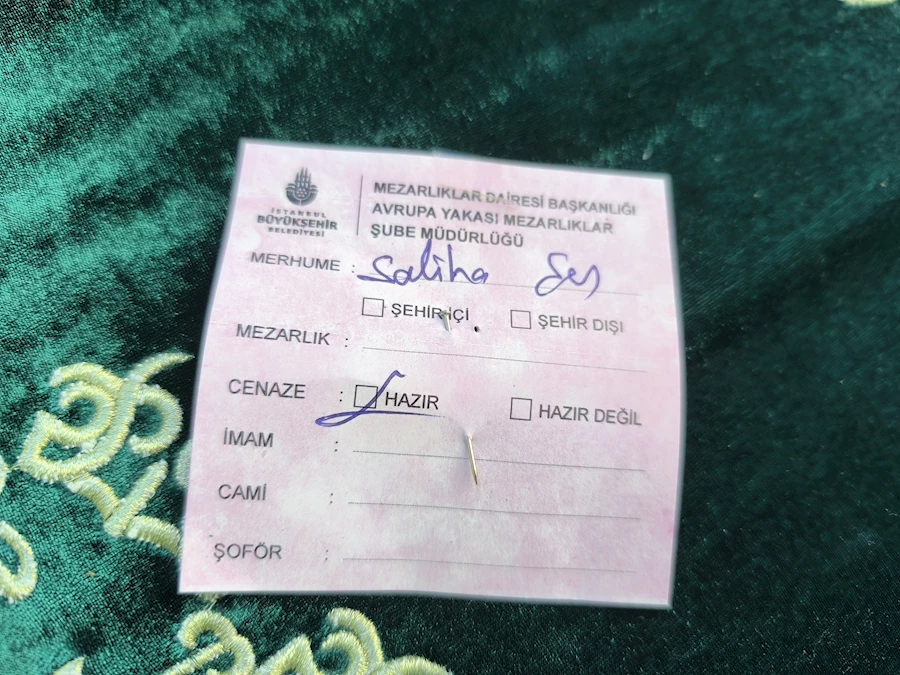 İSTANBUL
BÜYÜKŞEHİR
BELEDİYESİ
MEZARLIKLAR DAİRESİ BAŞKANLIĞI
AVRUPA YAKASI MEZARLIKLAR
ŞUBE MÜDÜRLÜĞÜ
MERHUME : Saliha
ŞEHİR İÇİ ŞEHİR DIŞI
MEZARLIK :
CENAZE : HAZIR HAZIR DEĞİL
İMAM :
CAMİ :
ŞOFÖR :